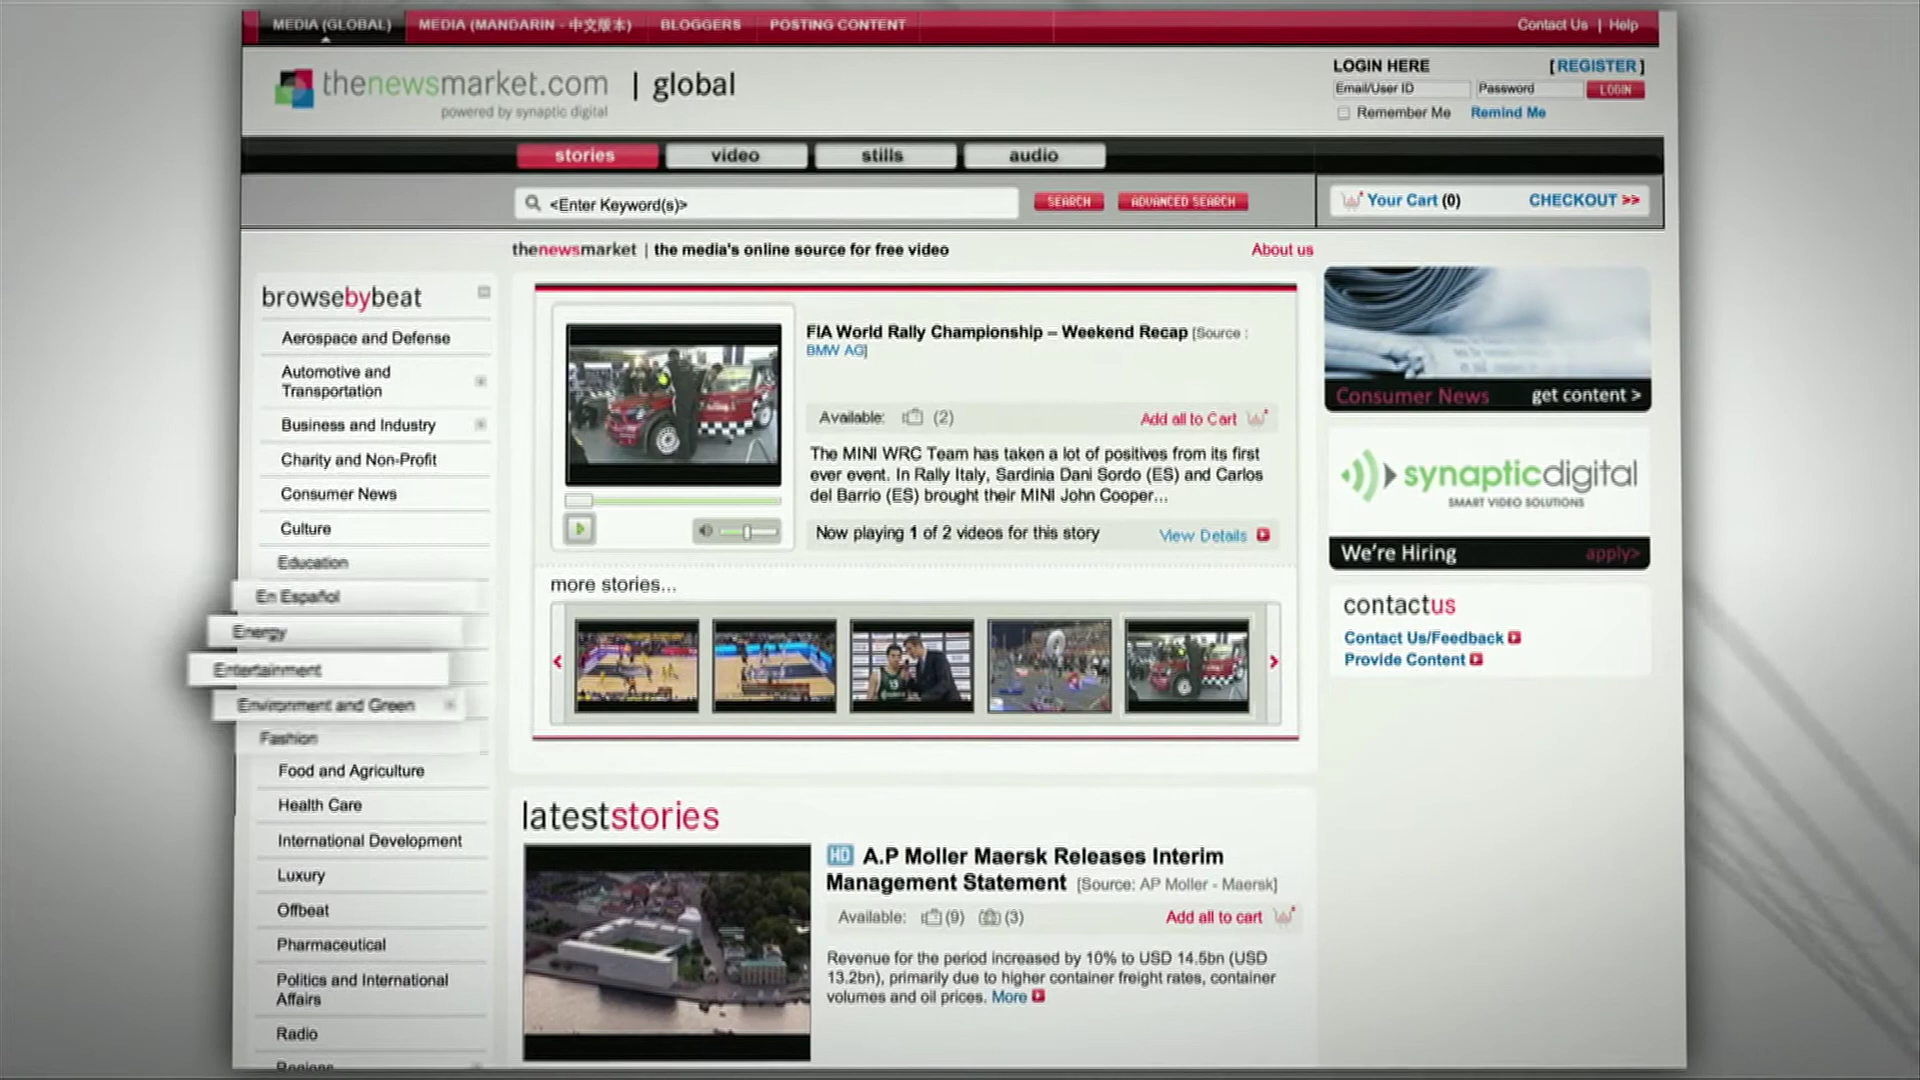 MEDIA (GLOBAL) MEDIA (MANDARIN - 中文版本) BLOGGERS POSTING CONTENT Contact Us | Help
thenewsmarket.com | global
powered by synaptic digital
LOGIN HERE [REGISTER]
Email/User ID Password LOGIN
Remember Me Remind Me
stories video stills audio
<Enter Keyword(s)> SEARCH ADVANCED SEARCH Your Cart (0) CHECKOUT >>
thenewsmarket | the media's online source for free video About us
browsebybeat
Aerospace and Defense
Automotive and
Transportation
Business and Industry
Charity and Non-Profit
Consumer News
Culture
Education
En Español
Energy
Entertainment
Environment and Green
Fashion
Food and Agriculture
Health Care
International Development
Luxury
Offbeat
Pharmaceutical
Politics and International
Affairs
Radio
Regions
FIA World Rally Championship – Weekend Recap [Source :
BMW AG]
Available: (2) Add all to Cart
The MINI WRC Team has taken a lot of positives from its first
ever event. In Rally Italy, Sardinia Dani Sordo (ES) and Carlos
del Barrio (ES) brought their MINI John Cooper...
Now playing 1 of 2 videos for this story View Details
more stories...
lateststories
HD A.P Moller Maersk Releases Interim
Management Statement [Source: AP Moller - Maersk]
Available: (9) (3) Add all to cart
Revenue for the period increased by 10% to USD 14.5bn (USD
13.2bn), primarily due to higher container freight rates, container
volumes and oil prices. More
Consumer News get content >
synapticdigital
SMART VIDEO SOLUTIONS
We're Hiring apply>
contactus
Contact Us/Feedback
Provide Content